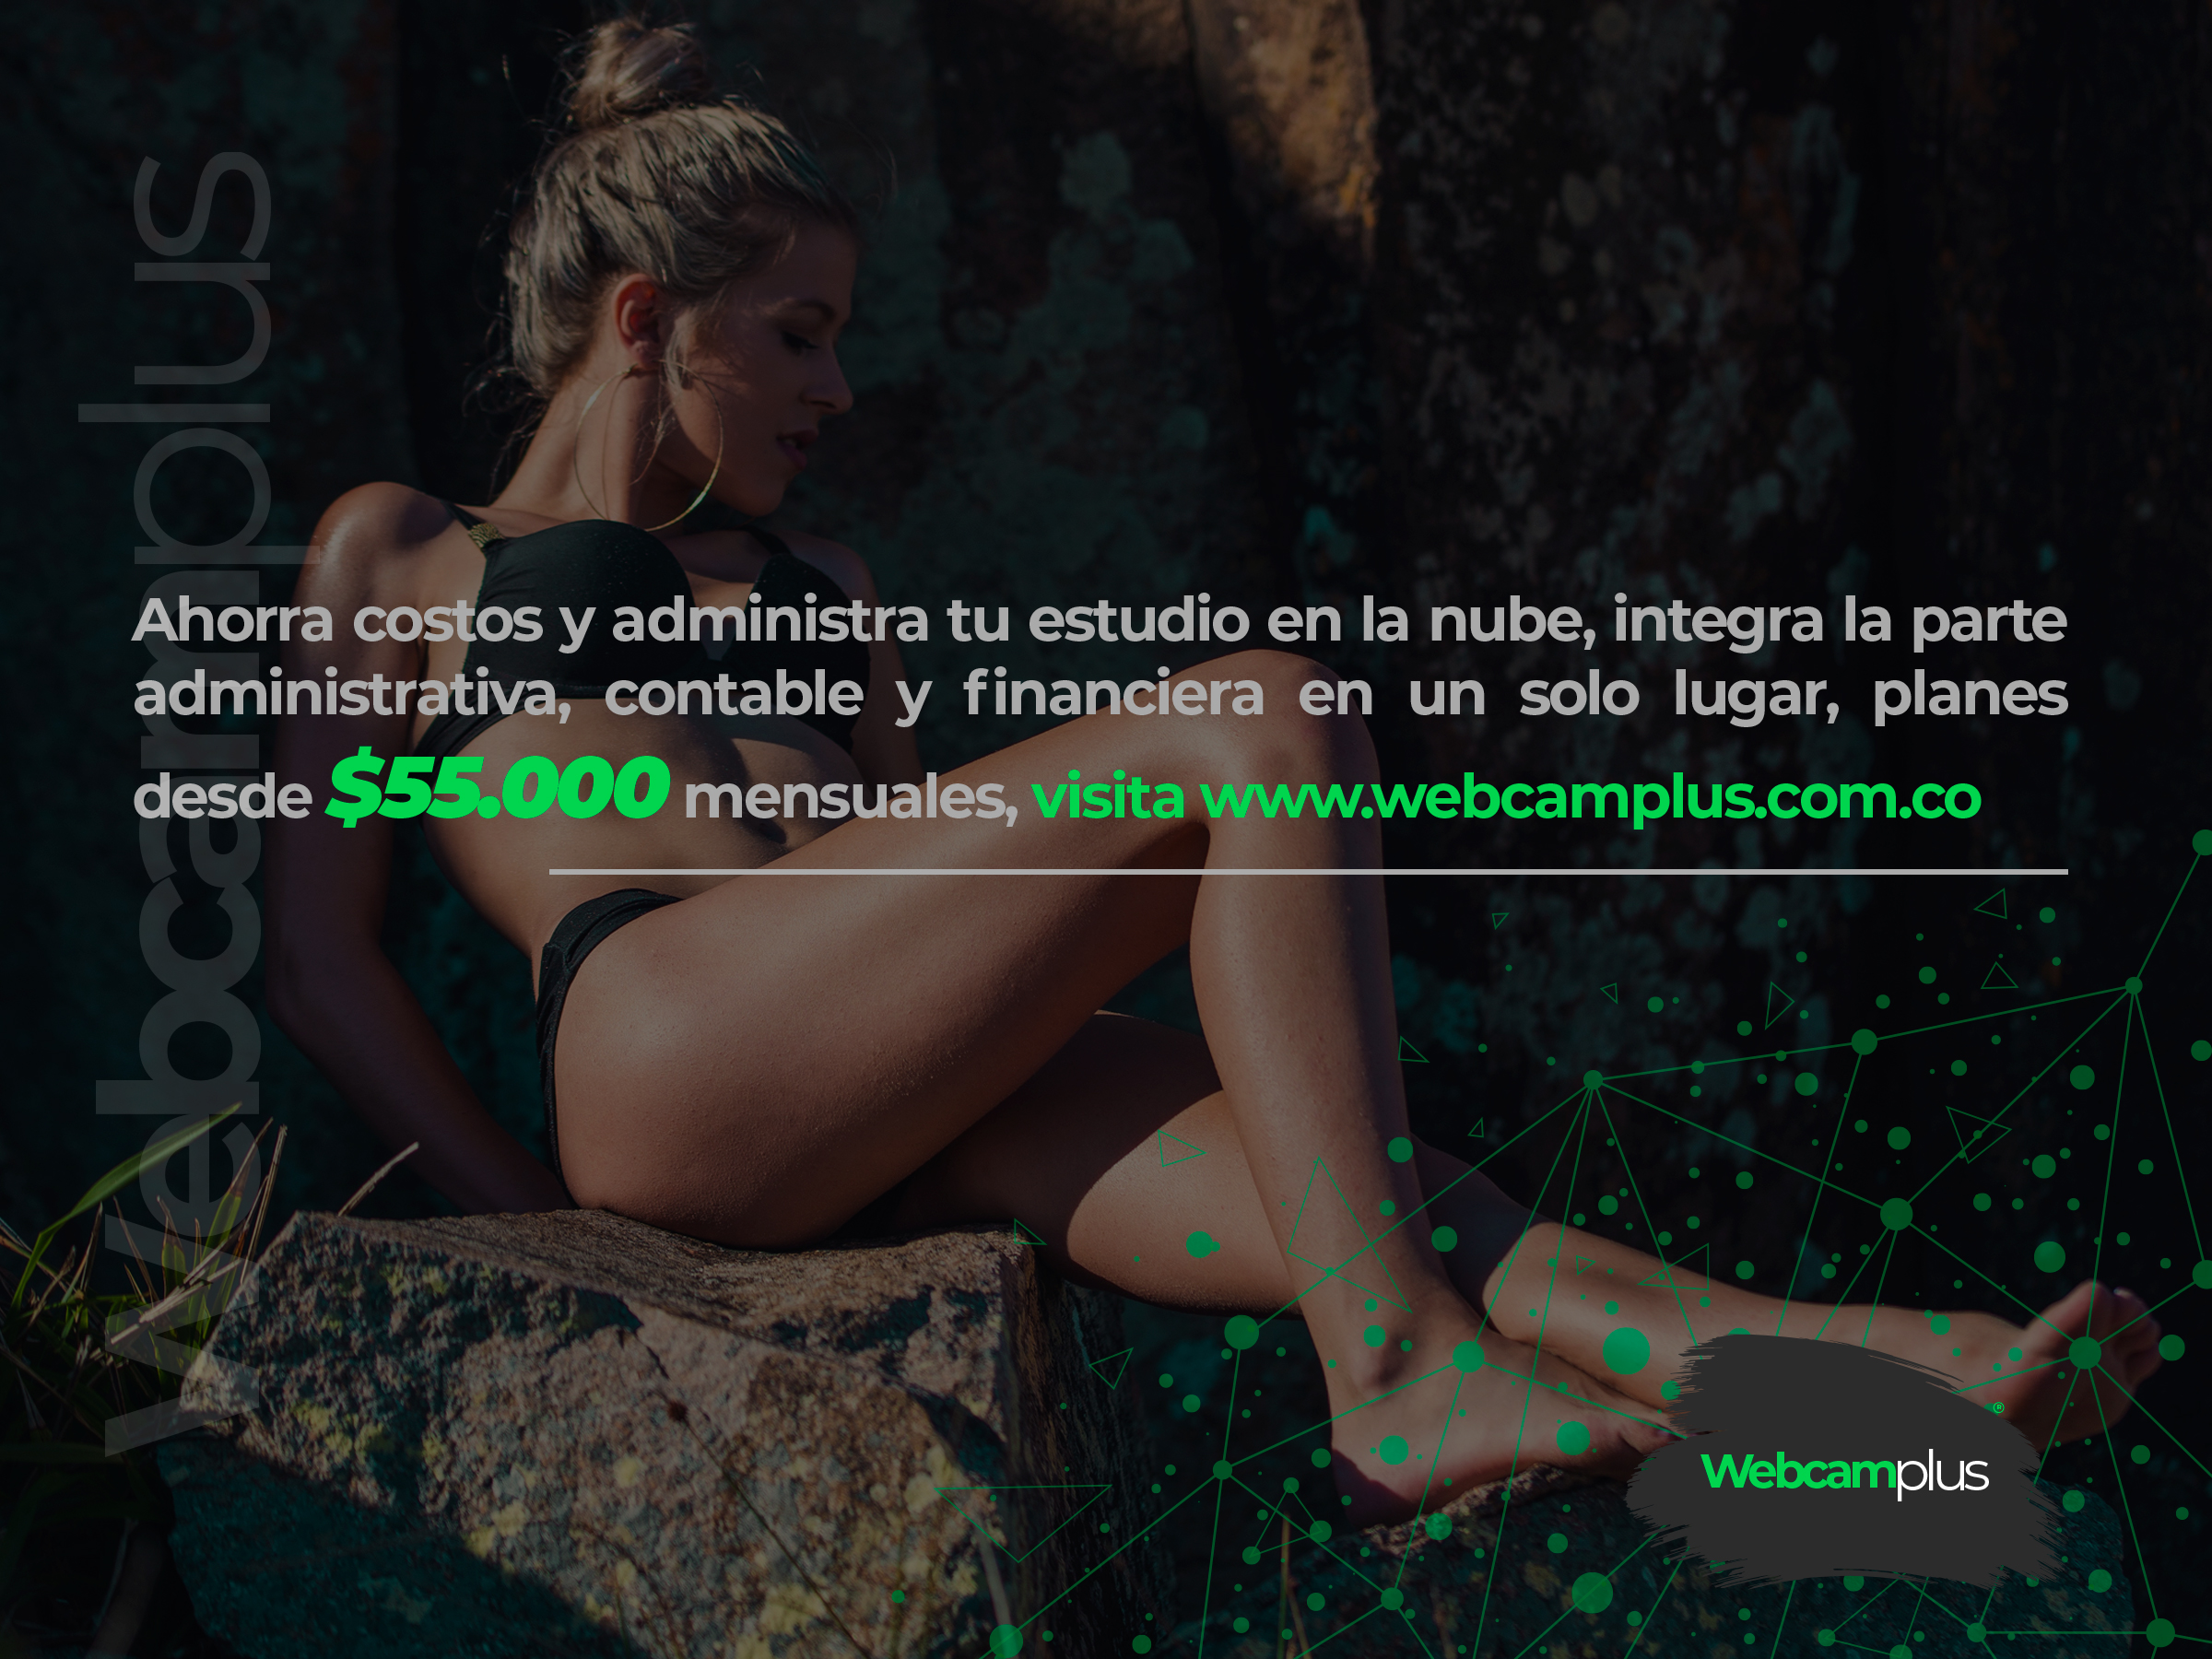 Webcamplus
Ahorra costos y administra tu estudio en la nube, integra la parte
administrativa, contable y financiera en un solo lugar, planes
desde $55.000 mensuales, visita www.webcamplus.com.co
®
Webcamplus